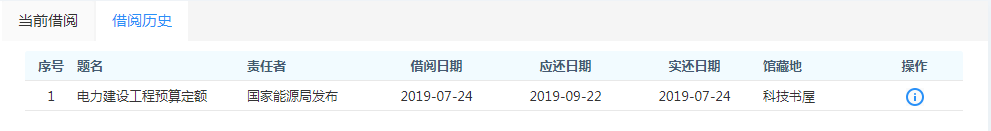 当前借阅 借阅历史
序号 题名 责任者 借阅日期 应还日期 实还日期 馆藏地 操作
1 电力建设工程预算定额 国家能源局发布 2019-07-24 2019-09-22 2019-07-24 科技书屋